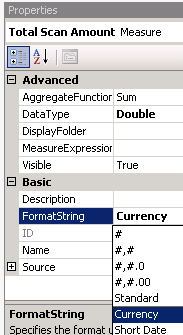 Properties
Total Scan Amount Measure
Advanced
AggregateFunction Sum
DataType Double
DisplayFolder
MeasureExpression
Visible True
Basic
Description
FormatString Currency
ID #
Name #,#
Source #,#.0
#,#.00
Standard
Currency
Short Date
FormatString
Specifies the format u